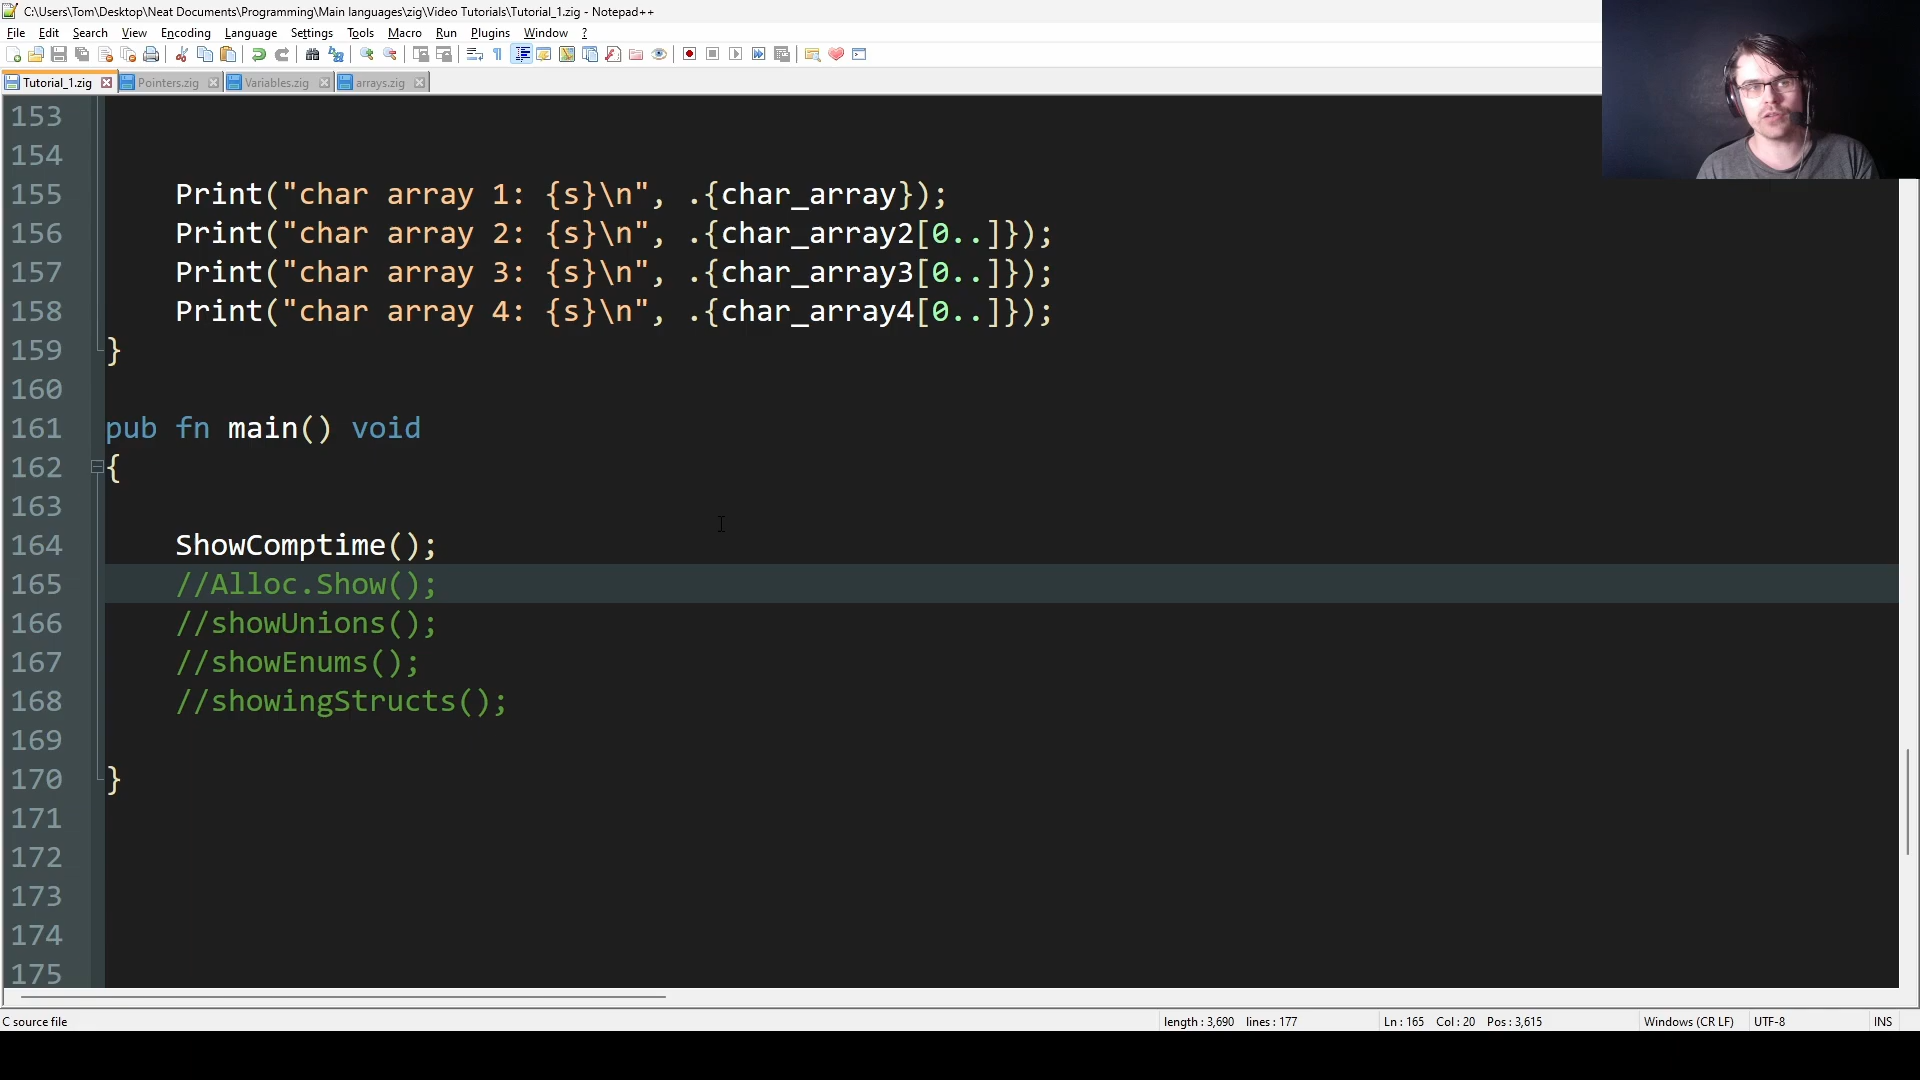 C:\Users\Tom\Desktop\Neat Documents\Programming\Main languages\zig\Video Tutorials\Tutorial_1.zig - Notepad++
File Edit Search View Encoding Language Settings Tools Macro Run Plugins Window ?
Tutorial_1.zig Pointers.zig Variables.zig arrays.zig
153
154
155 Print("char array 1: {s}\n", .{char_array});
156 Print("char array 2: {s}\n", .{char_array2[0..]});
157 Print("char array 3: {s}\n", .{char_array3[0..]});
158 Print("char array 4: {s}\n", .{char_array4[0..]});
159 }
160
161 pub fn main() void
162 {
163
164 ShowComptime();
165 //Alloc.Show();
166 //showUnions();
167 //showEnums();
168 //showingStructs();
169
170 }
171
172
173
174
175
C source file length : 3,690 lines : 177 Ln : 165 Col : 20 Pos : 3,615 Windows (CR LF) UTF-8 INS